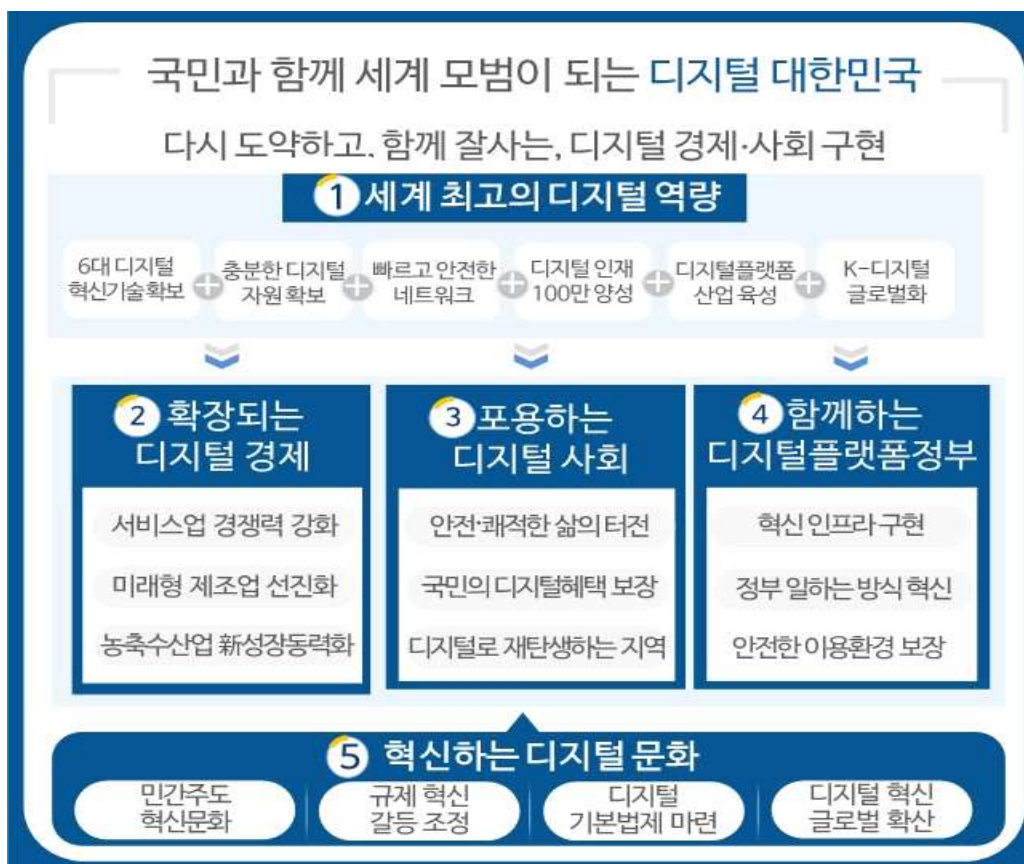 국민과 함께 세계 모범이 되는 디지털 대한민국
다시 도약하고, 함께 잘사는, 디지털 경제·사회 구현
1 세계 최고의 디지털 역량
6대 디지털
혁신기술확보
충분한 디지털
자원 확보
빠르고 안전한
네트워크
디지털 인재
100만 양성
디지털플랫폼
산업 육성
K-디지털
글로벌화
2 확장되는
디지털 경제
서비스업 경쟁력 강화
미래형 제조업 선진화
농축수산업 新성장동력화
3 포용하는
디지털 사회
안전·쾌적한 삶의 터전
국민의 디지털혜택 보장
디지털로 재탄생하는 지역
4 함께하는
디지털플랫폼정부
혁신 인프라 구현
정부 일하는 방식 혁신
안전한 이용환경 보장
5 혁신하는 디지털 문화
민간주도
혁신문화
규제 혁신
갈등 조정
디지털
기본법제 마련
디지털 혁신
글로벌 확산